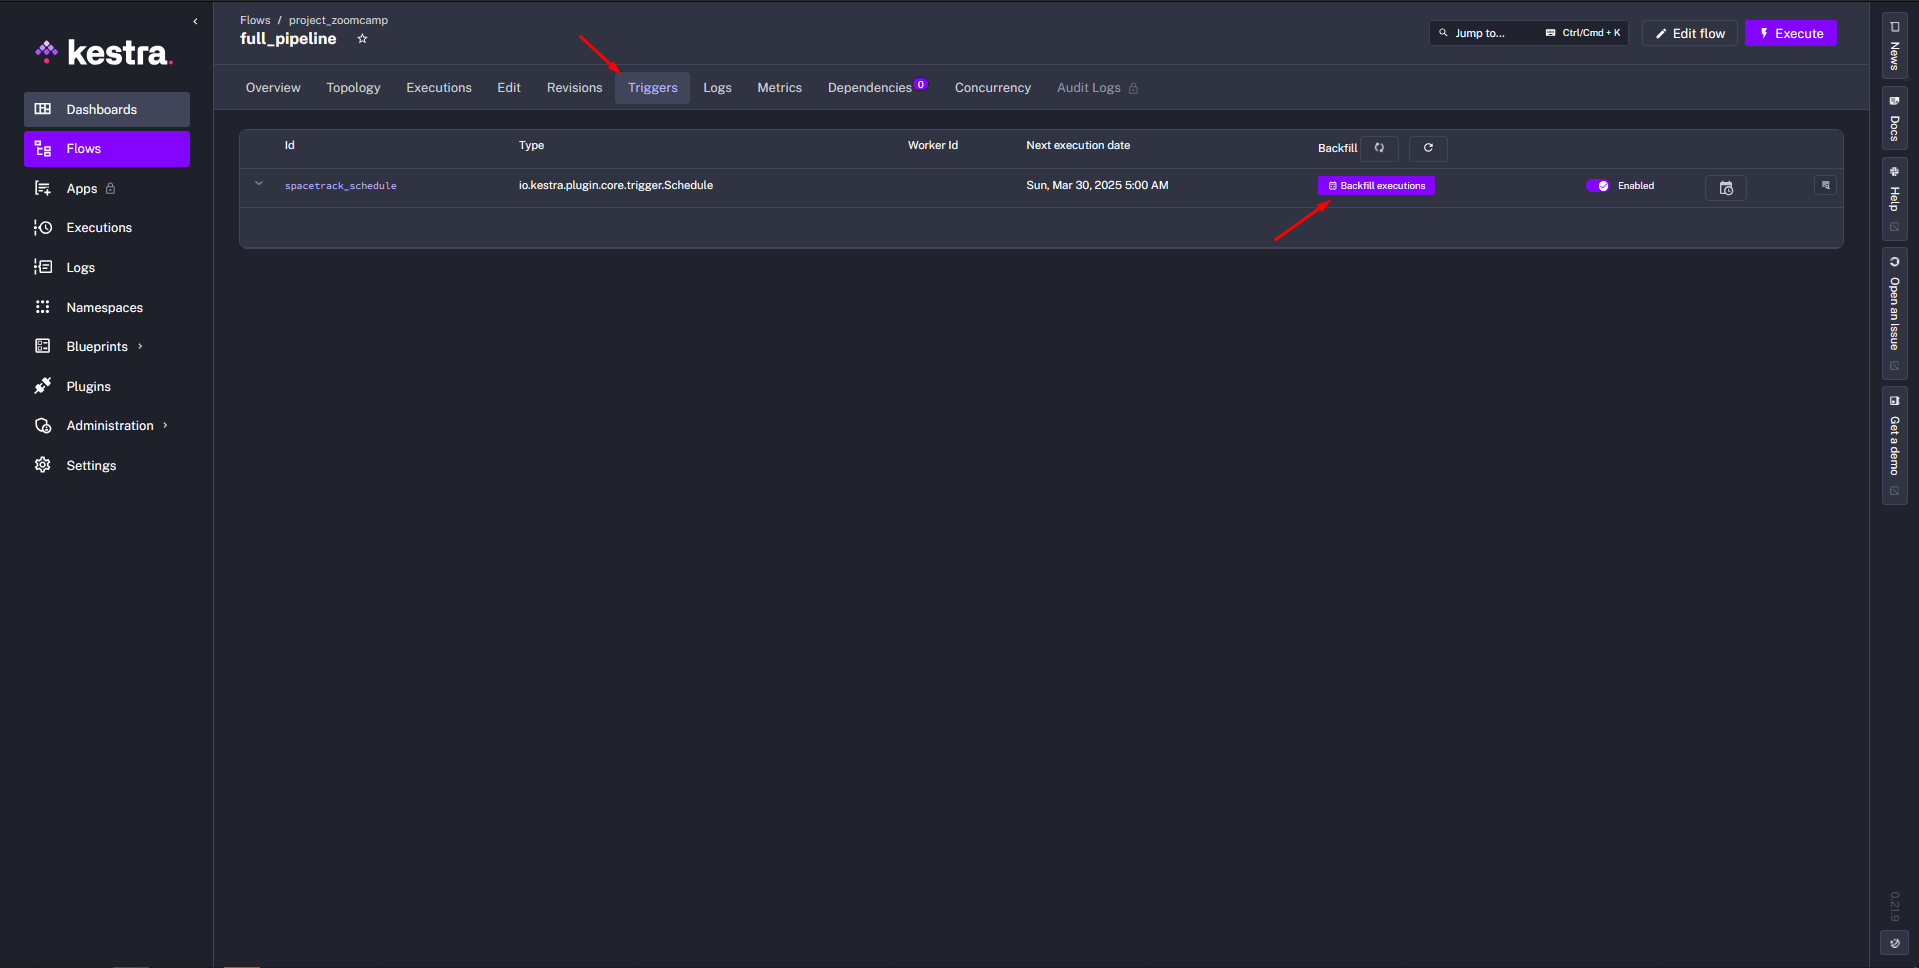 kestra.
Dashboards
Flows
Apps
Executions
Logs
Namespaces
Blueprints
Plugins
Administration
Settings
Flows / project_zoomcamp
full_pipeline
Jump to... Ctrl/Cmd + K
Edit flow
Execute
Overview Topology Executions Edit Revisions Triggers Logs Metrics Dependencies 0 Concurrency Audit Logs
Id Type Worker Id Next execution date Backfill
spacetrack_schedule io.kestra.plugin.core.trigger.Schedule Sun, Mar 30, 2025 5:00 AM Backfill executions Enabled
News
Docs
Help
Open an Issue
Get a demo
0.21.9